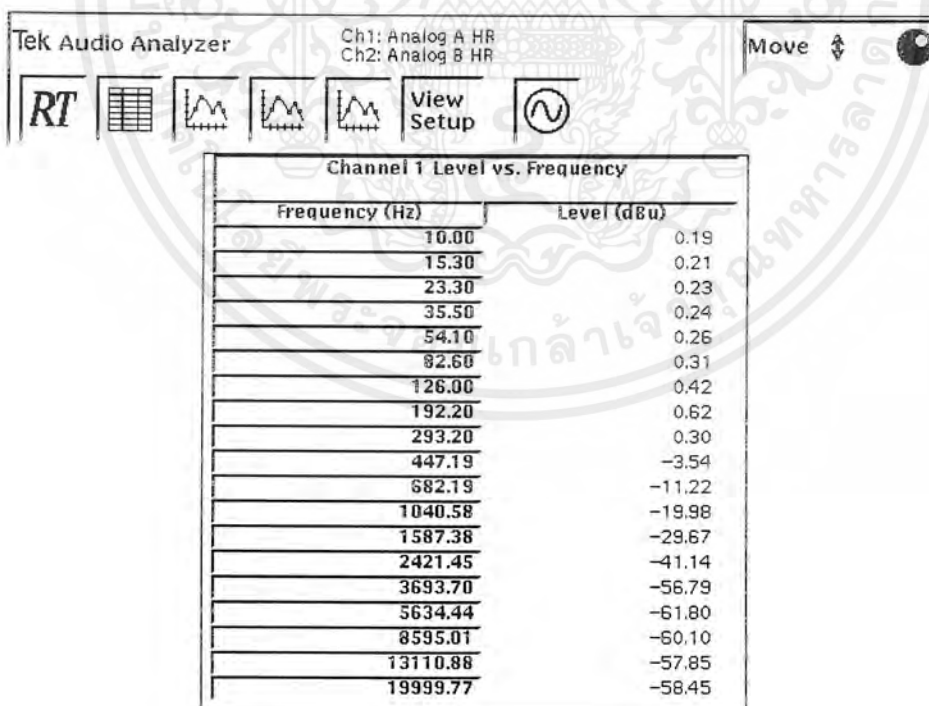 Tek Audio Analyzer
Ch1: Analog A HR
Ch2: Analog B HR
Move
RT
View
Setup
Channel 1 Level vs. Frequency
Frequency (Hz) Level (dBu)
10.00 0.19
15.30 0.21
23.30 0.23
35.50 0.24
54.10 0.26
82.60 0.31
126.00 0.42
192.20 0.62
293.20 0.30
447.19 -3.54
682.19 -11.22
1040.58 -19.98
1587.38 -29.67
2421.45 -41.14
3693.70 -56.79
5634.44 -61.80
8595.01 -60.10
13110.88 -57.85
19999.77 -58.45